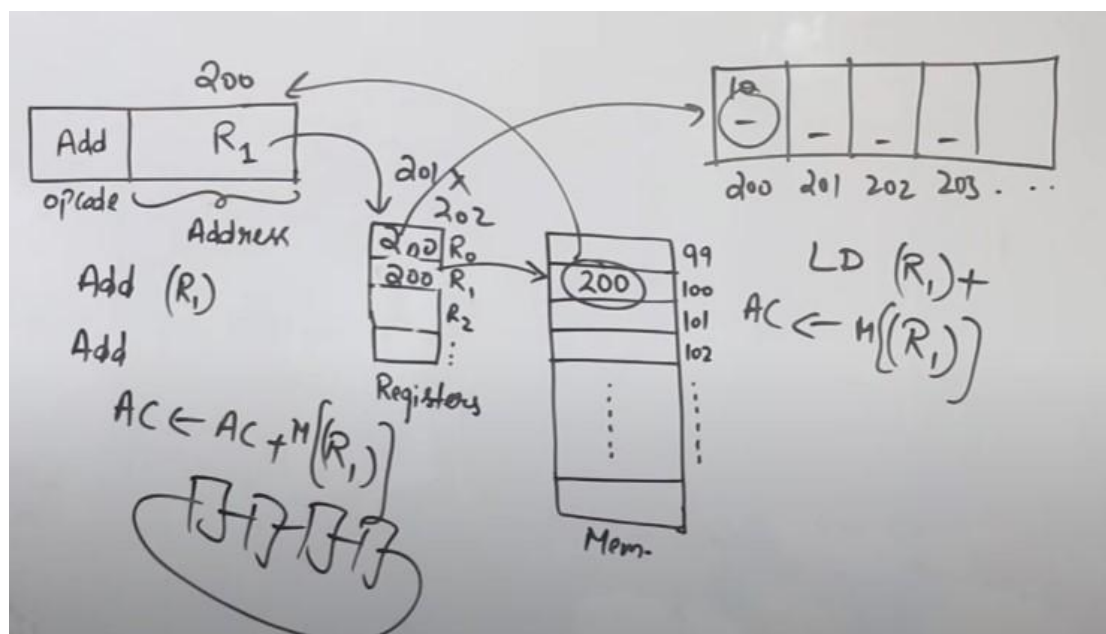 200
Add R₁
opcode
Address
Add (R₁)
Add
AC ← AC + M[(R₁)]
201 x
202
200 R₀
200 R₁
R₂
Registers
99
200 100
101
102
Mem.
10
200 201 202 203 . . .
LD (R₁)+
AC ← M[(R₁)]